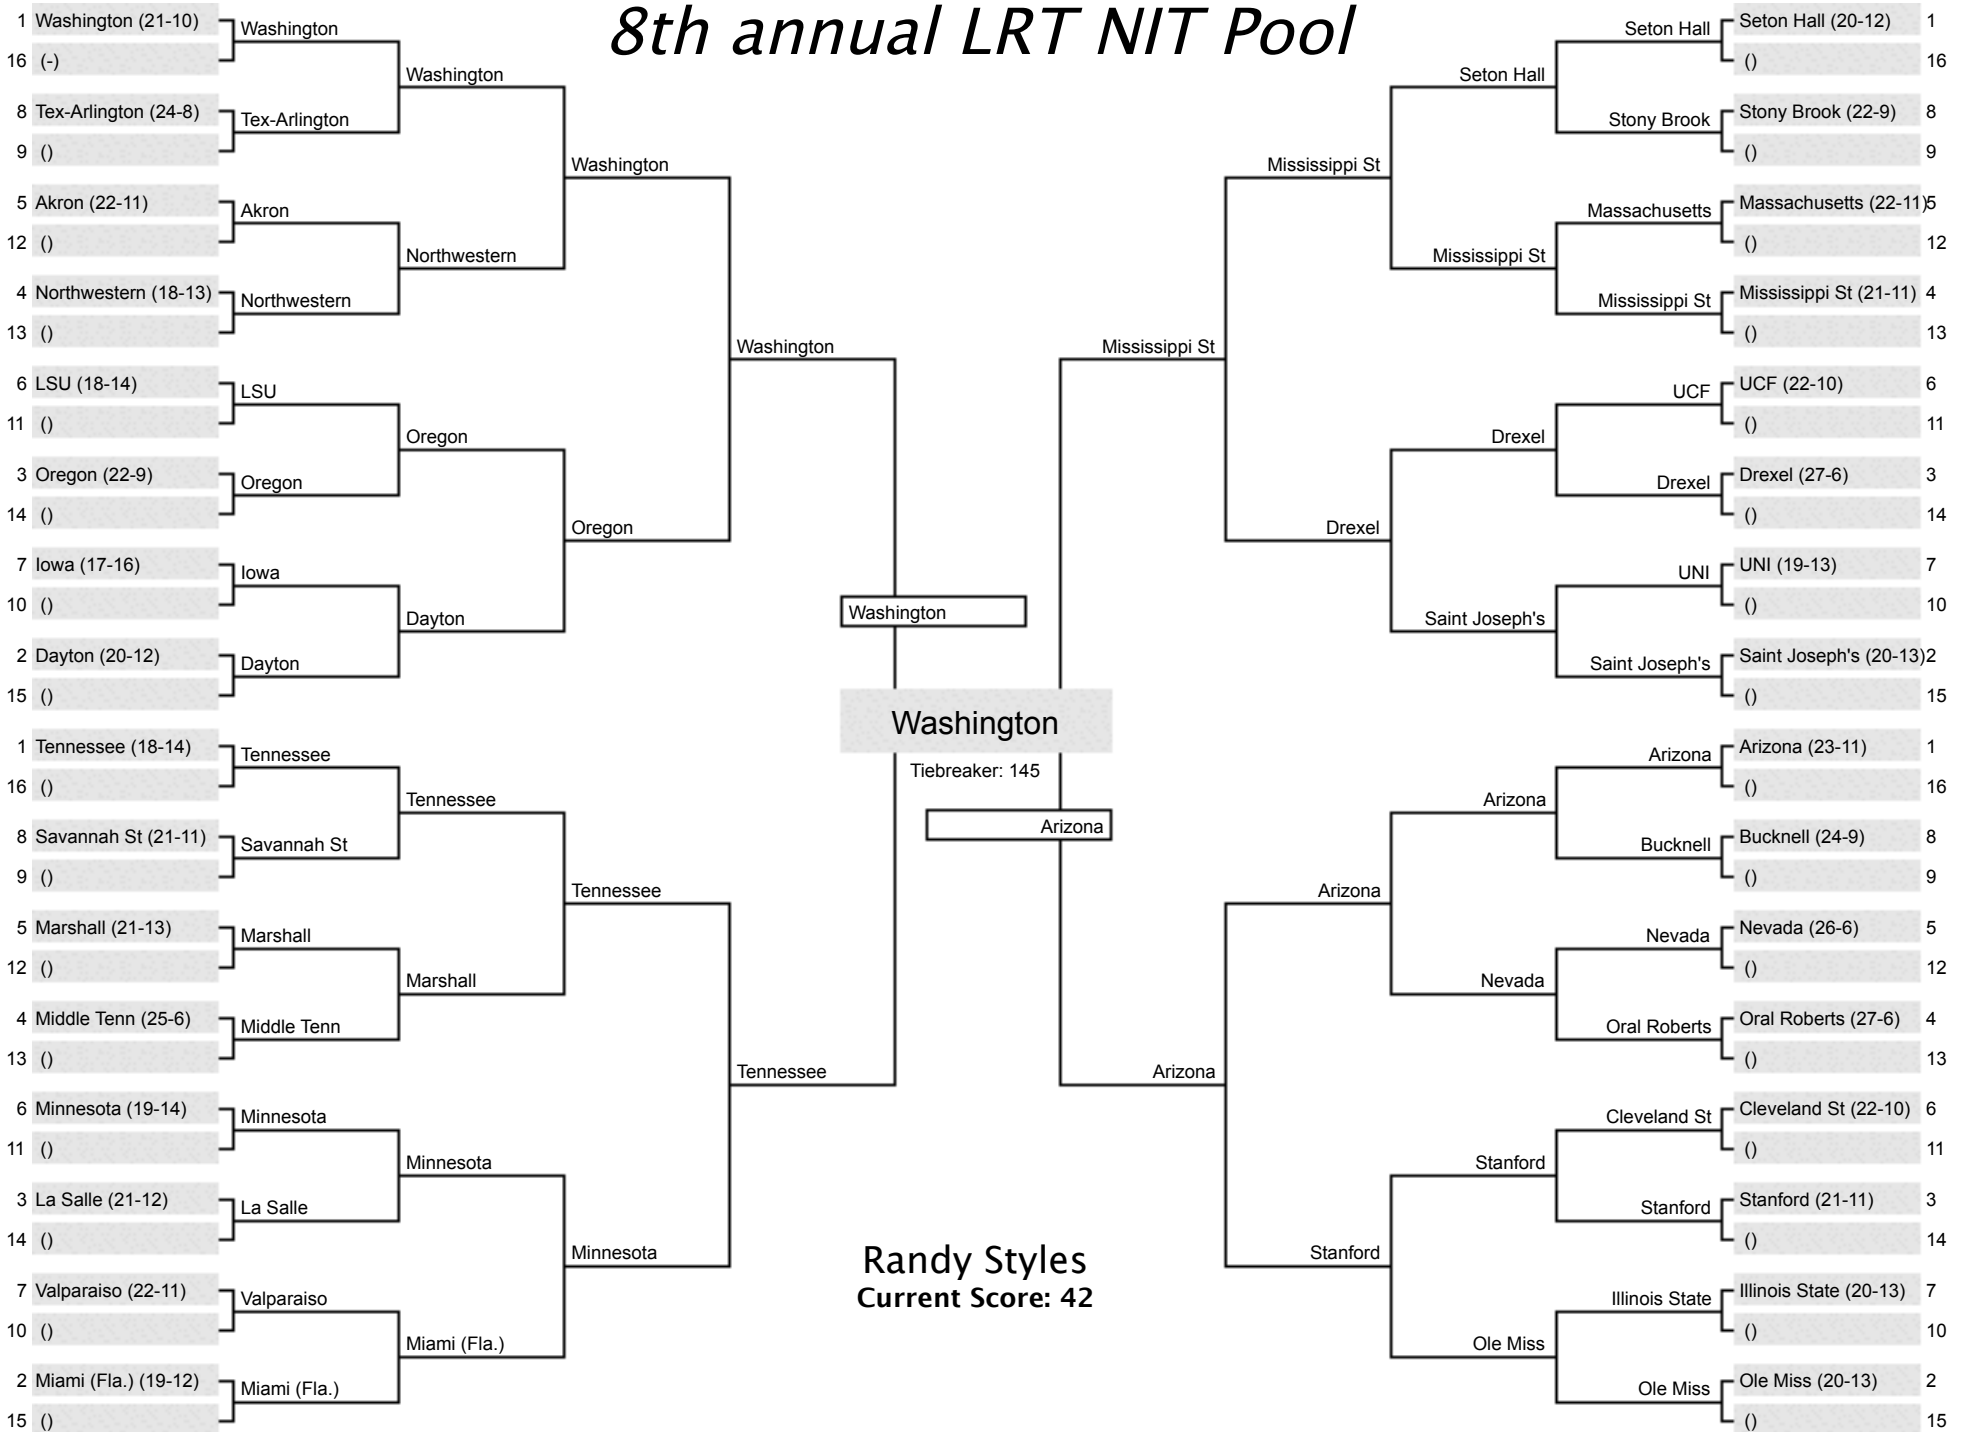 8th annual LRT NIT Pool
1 Washington (21-10)
16 (-)
8 Tex-Arlington (24-8)
9 ()
5 Akron (22-11)
12 ()
4 Northwestern (18-13)
13 ()
6 LSU (18-14)
11 ()
3 Oregon (22-9)
14 ()
7 Iowa (17-16)
10 ()
2 Dayton (20-12)
15 ()
1 Tennessee (18-14)
16 ()
8 Savannah St (21-11)
9 ()
5 Marshall (21-13)
12 ()
4 Middle Tenn (25-6)
13 ()
6 Minnesota (19-14)
11 ()
3 La Salle (21-12)
14 ()
7 Valparaiso (22-11)
10 ()
2 Miami (Fla.) (19-12)
15 ()
Washington
Tex-Arlington
Akron
Northwestern
LSU
Oregon
Iowa
Dayton
Tennessee
Savannah St
Marshall
Middle Tenn
Minnesota
La Salle
Valparaiso
Miami (Fla.)
Washington
Northwestern
Oregon
Dayton
Tennessee
Marshall
Minnesota
Miami (Fla.)
Washington
Oregon
Tennessee
Minnesota
Washington
Tennessee
Washington
Washington
Tiebreaker: 145
Arizona
Randy Styles
Current Score: 42
Mississippi St
Arizona
Mississippi St
Drexel
Arizona
Stanford
Seton Hall
Mississippi St
Drexel
Saint Joseph's
Arizona
Nevada
Stanford
Ole Miss
Seton Hall
Stony Brook
Massachusetts
Mississippi St
UCF
Drexel
UNI
Saint Joseph's
Arizona
Bucknell
Nevada
Oral Roberts
Cleveland St
Stanford
Illinois State
Ole Miss
Seton Hall (20-12) 1
() 16
Stony Brook (22-9) 8
() 9
Massachusetts (22-11) 5
() 12
Mississippi St (21-11) 4
() 13
UCF (22-10) 6
() 11
Drexel (27-6) 3
() 14
UNI (19-13) 7
() 10
Saint Joseph's (20-13) 2
() 15
Arizona (23-11) 1
() 16
Bucknell (24-9) 8
() 9
Nevada (26-6) 5
() 12
Oral Roberts (27-6) 4
() 13
Cleveland St (22-10) 6
() 11
Stanford (21-11) 3
() 14
Illinois State (20-13) 7
() 10
Ole Miss (20-13) 2
() 15